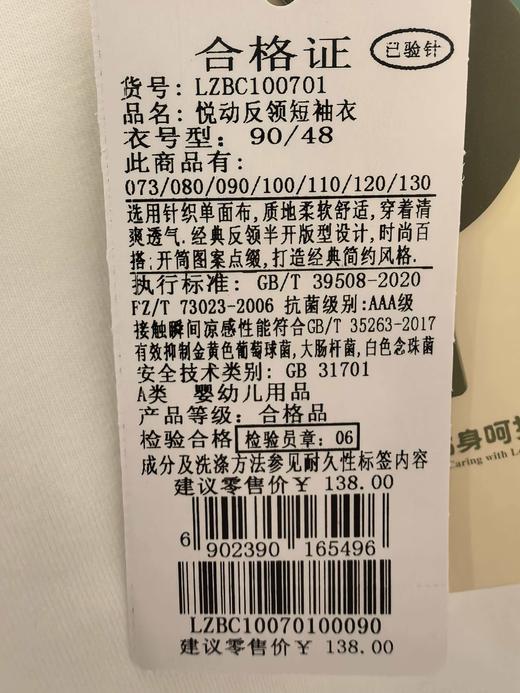 合格证
已验针
货号: LZBC100701
品名: 悦动反领短袖衣
衣号型: 90/48
此商品有:
073/080/090/100/110/120/130
选用针织单面布,质地柔软舒适,穿着清
爽透气.经典反领半开版型设计,时尚百
搭;开筒图案点缀,打造经典简约风格.
执行标准: GB/T 39508-2020
FZ/T 73023-2006 抗菌级别:AAA级
接触瞬间凉感性能符合GB/T 35263-2017
有效抑制金黄色葡萄球菌,大肠杆菌,白色念珠菌
安全技术类别: GB 31701
A类 婴幼儿用品
产品等级: 合格品
检验合格 检验员章: 06
成分及洗涤方法参见耐久性标签内容
建议零售价￥ 138.00
6 902390 165496
LZBC10070100090
建议零售价￥ 138.00
身呵
Caring with